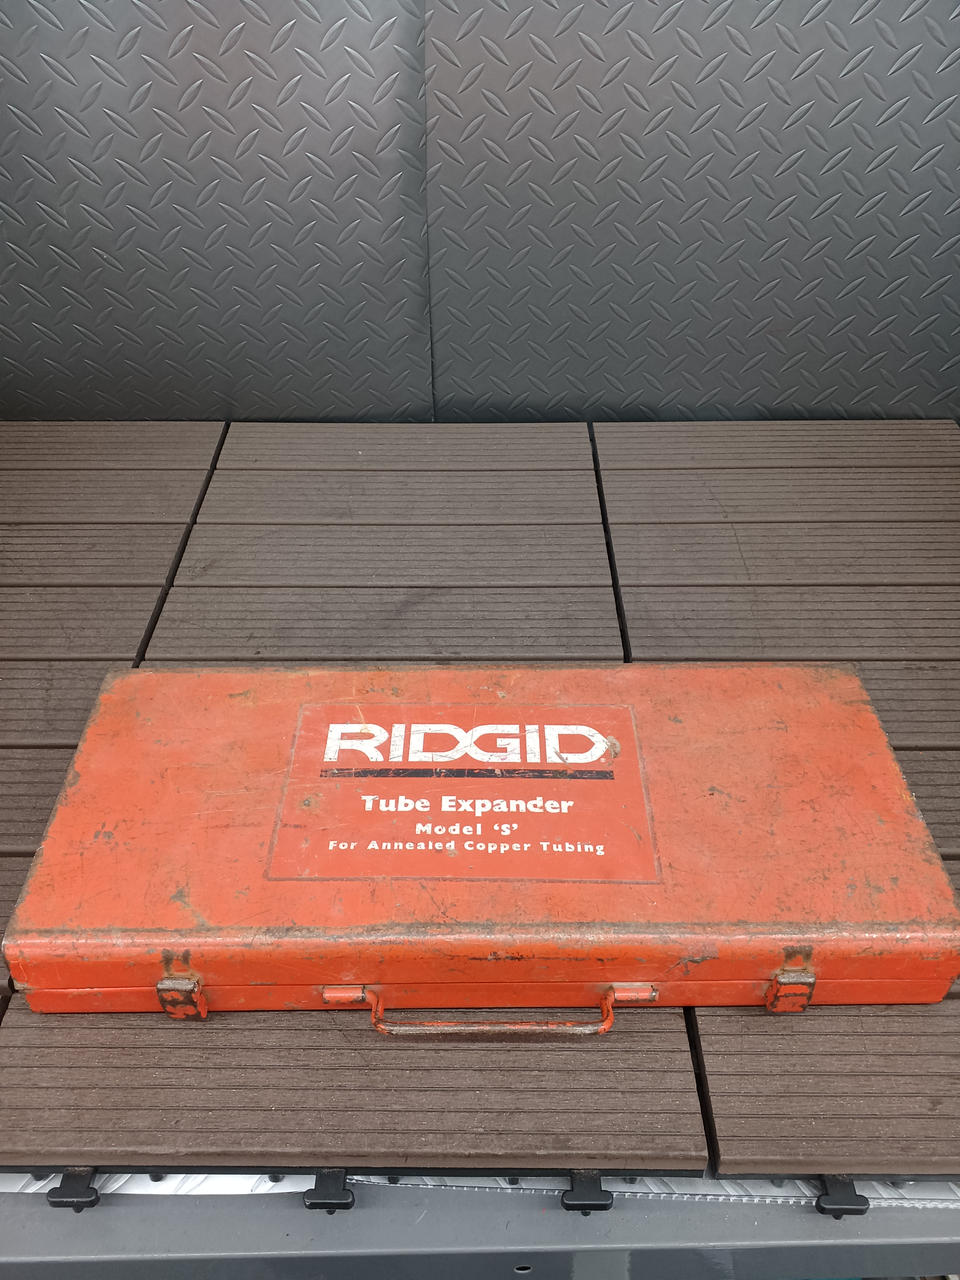 RIDGID
Tube Expander
Model ‘S’
For Annealed Copper Tubing